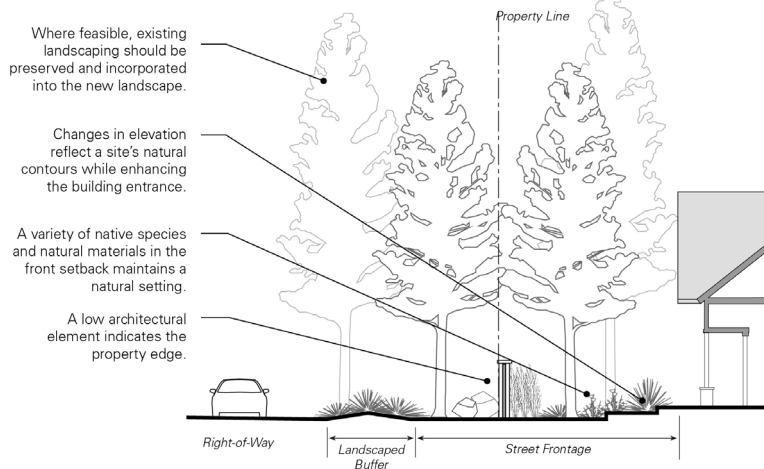 Property Line
Where feasible, existing
landscaping should be
preserved and incorporated
into the new landscape.
Changes in elevation
reflect a site's natural
contours while enhancing
the building entrance.
A variety of native species
and natural materials in the
front setback maintains a
natural setting.
A low architectural
element indicates the
property edge.
Right-of-Way
Landscaped
Buffer
Street Frontage